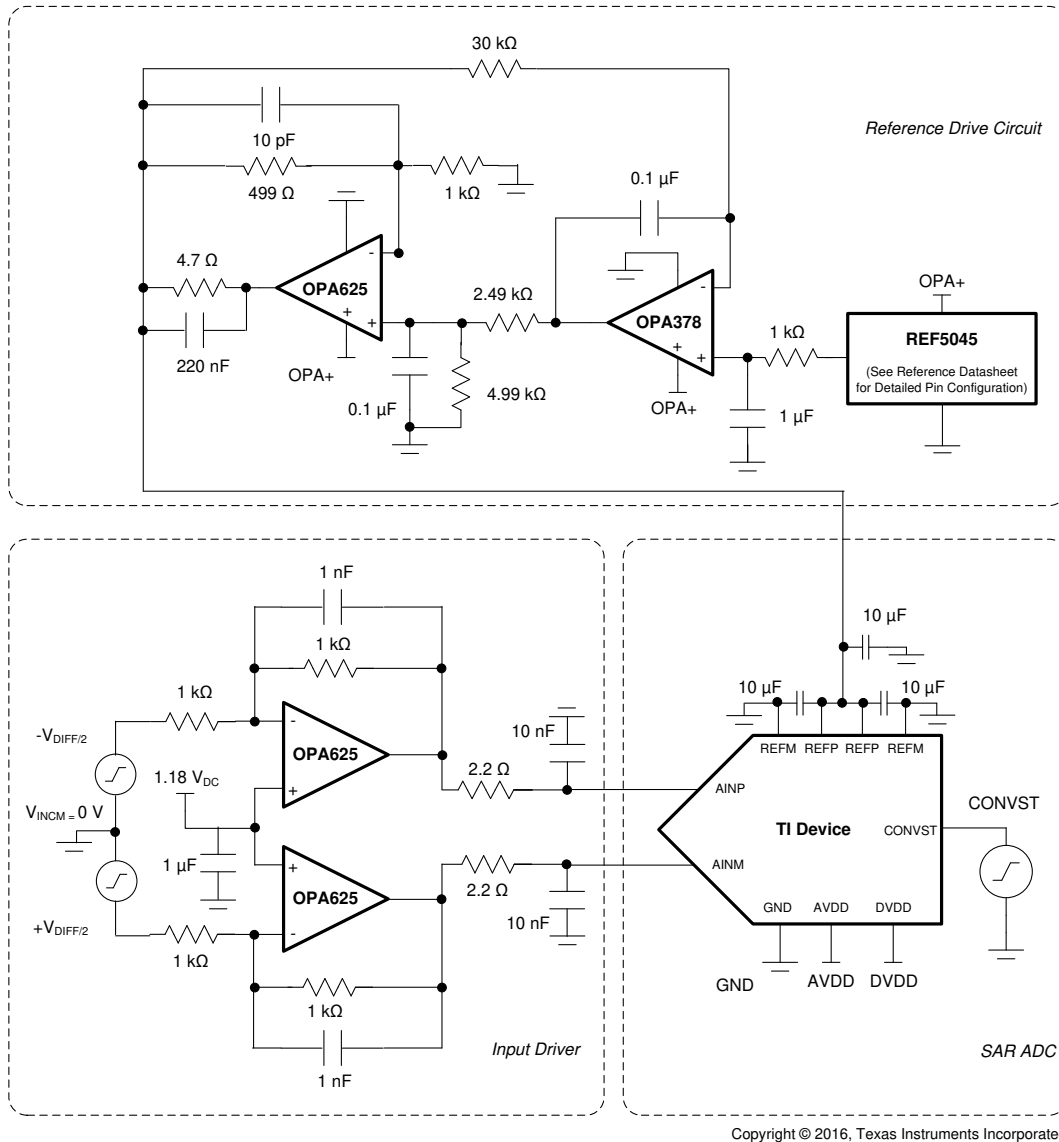 30 kΩ
Reference Drive Circuit
10 pF
499 Ω
1 kΩ
0.1 µF
4.7 Ω
220 nF
-
OPA625
+
+
OPA+
2.49 kΩ
0.1 µF
4.99 kΩ
-
OPA378
+
+
OPA+
1 kΩ
1 µF
OPA+
REF5045
(See Reference Datasheet
for Detailed Pin Configuration)
1 nF
1 kΩ
1 kΩ
-VDIFF/2
-
OPA625
+
1.18 VDC
VINCM = 0 V
1 µF
+
OPA625
-
+VDIFF/2
1 kΩ
1 kΩ
1 nF
10 nF
2.2 Ω
2.2 Ω
10 nF
Input Driver
10 µF
10 µF
10 µF
REFM REFP REFP REFM
AINP
TI Device
CONVST
CONVST
AINM
GND AVDD DVDD
GND
AVDD DVDD
SAR ADC
Copyright © 2016, Texas Instruments Incorporate